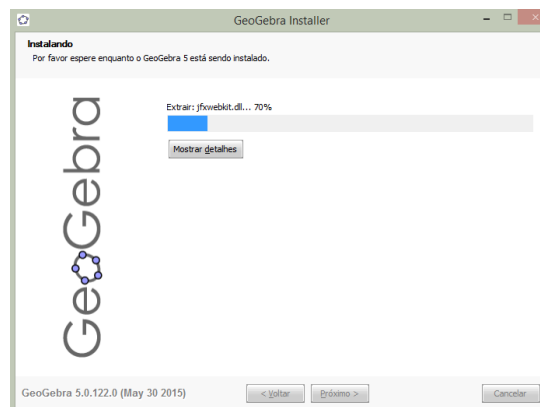 GeoGebra Installer
Instalando
Por favor espere enquanto o GeoGebra 5 está sendo instalado.
Extrair: jfxwebkit.dll... 70%
Mostrar detalhes
GeoGebra
GeoGebra 5.0.122.0 (May 30 2015)
< Voltar
Próximo >
Cancelar